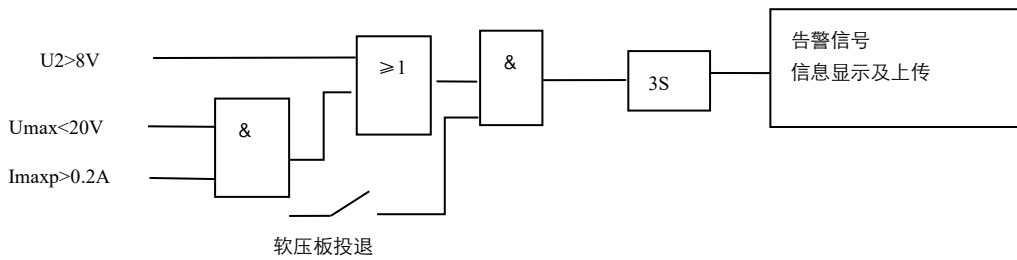 U2>8V
Umax<20V
Imaxp>0.2A
&
≥1
&
3S
告警信号
信息显示及上传
软压板投退